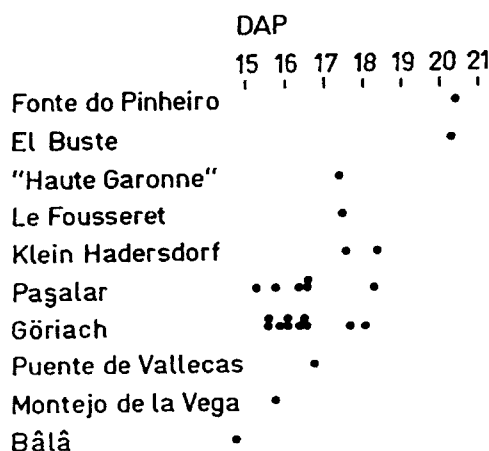 DAP
15 16 17 18 19 20 21
Fonte do Pinheiro
El Buste
"Haute Garonne"
Le Fousseret
Klein Hadersdorf
Paşalar
Göriach
Puente de Vallecas
Montejo de la Vega
Bâlâ